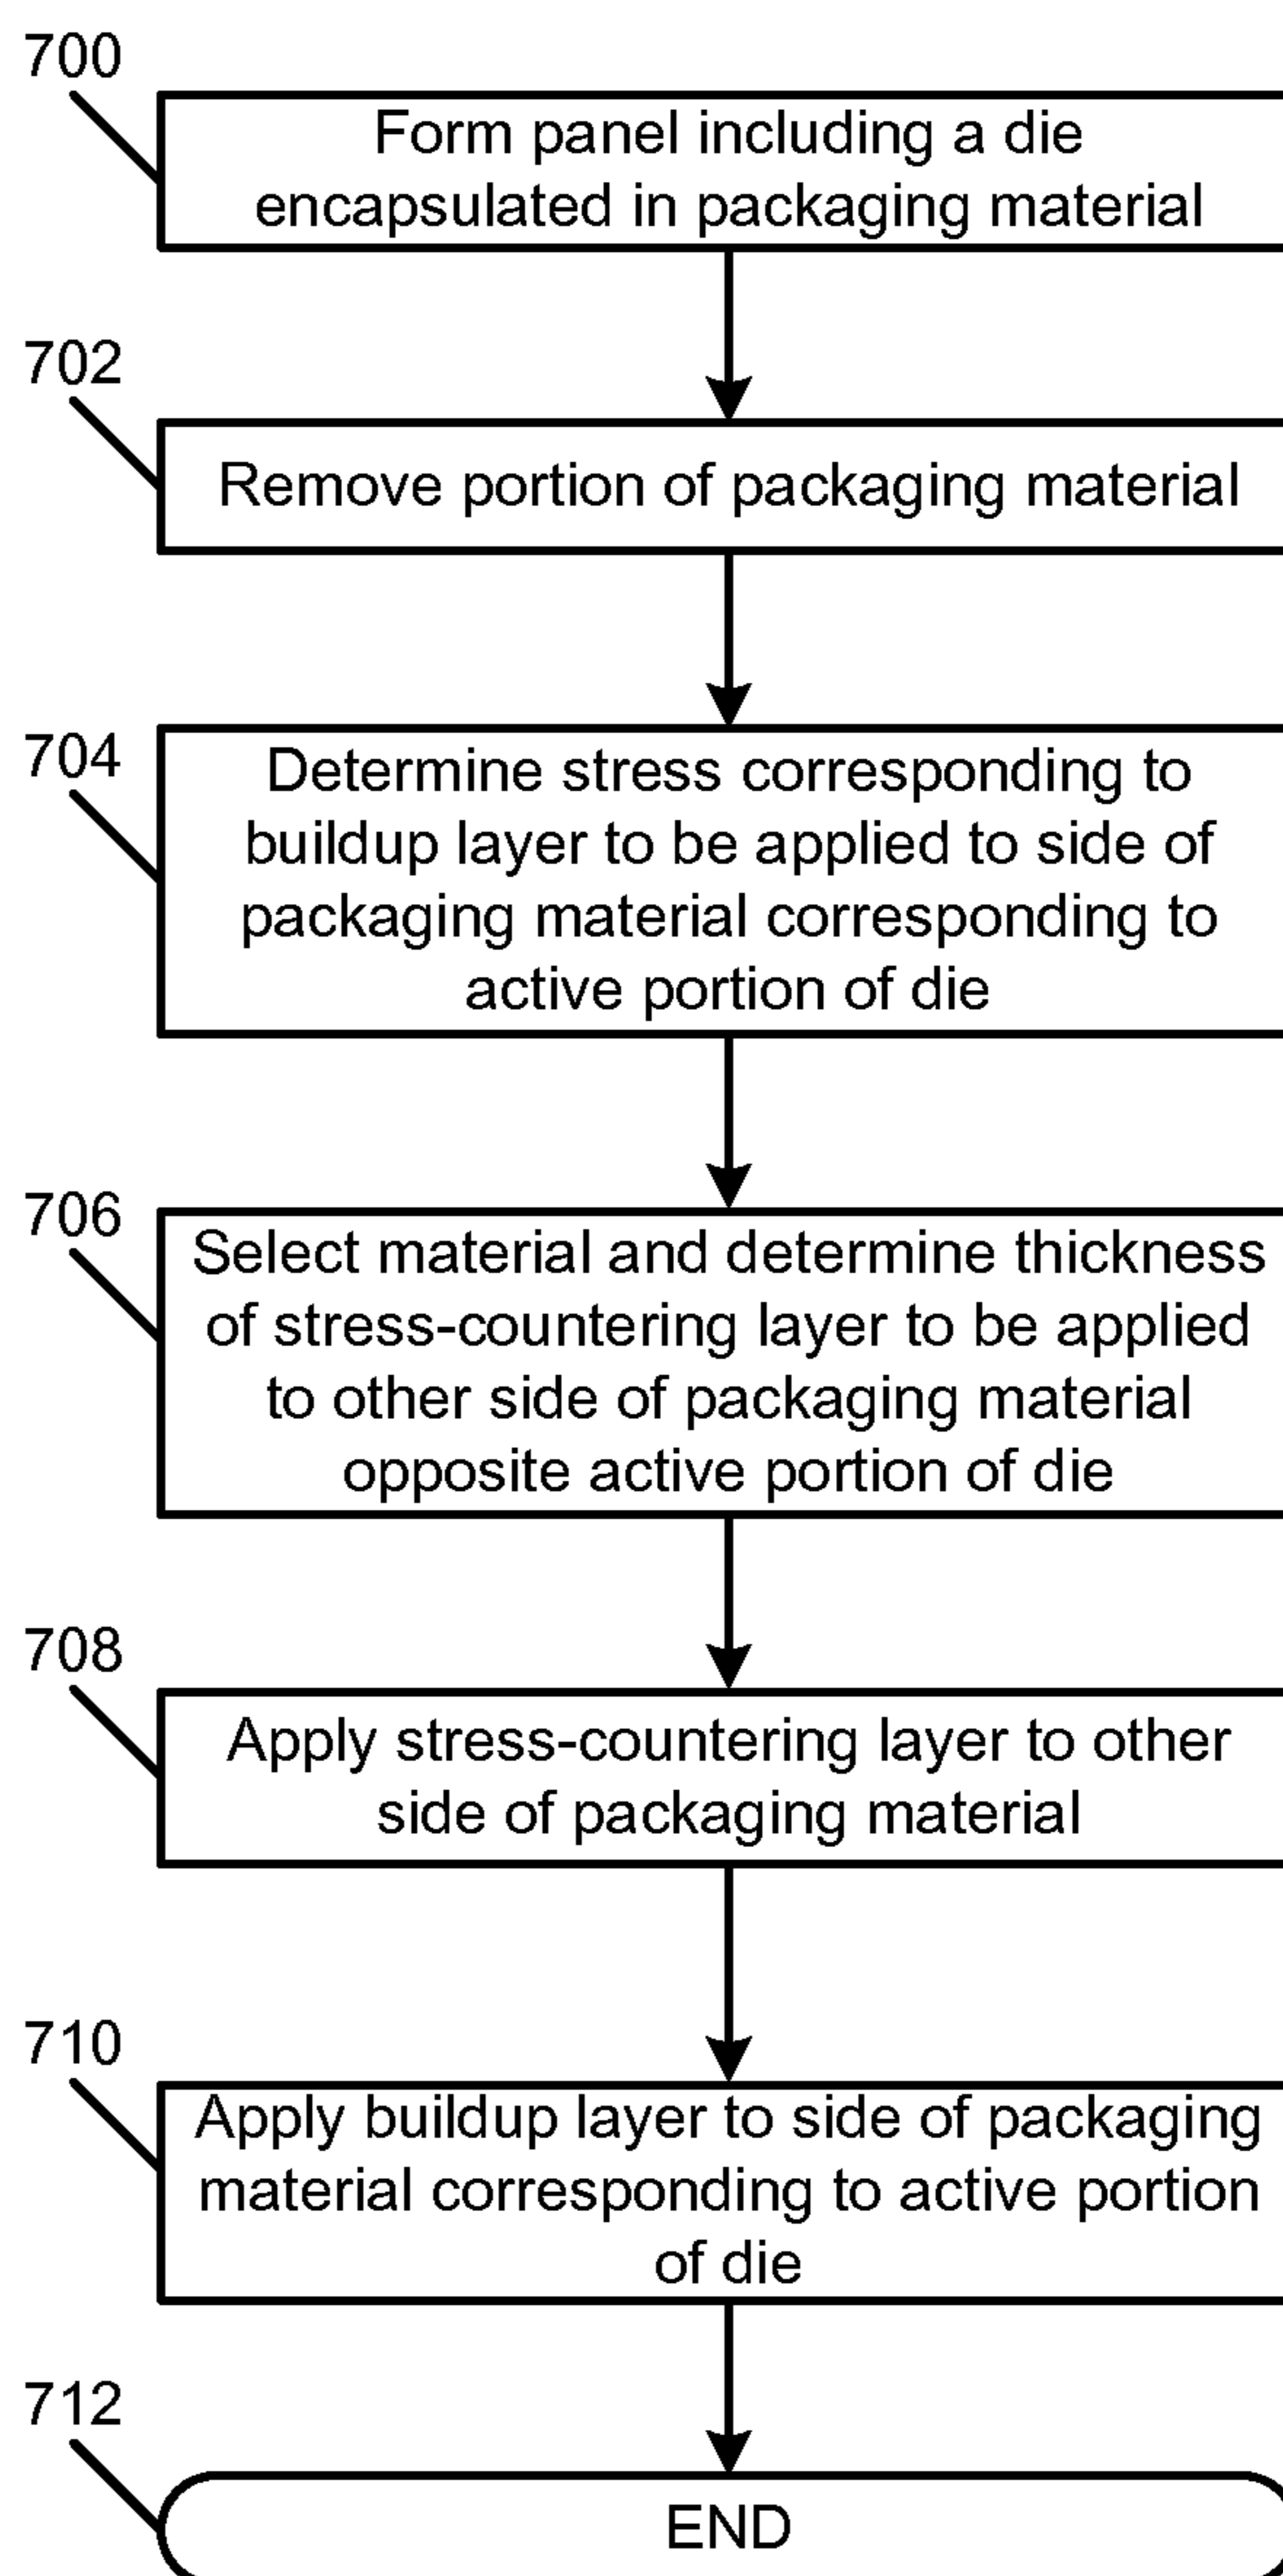 700
Form panel including a die
encapsulated in packaging material
702
Remove portion of packaging material
704
Determine stress corresponding to
buildup layer to be applied to side of
packaging material corresponding to
active portion of die
706
Select material and determine thickness
of stress-countering layer to be applied
to other side of packaging material
opposite active portion of die
708
Apply stress-countering layer to other
side of packaging material
710
Apply buildup layer to side of packaging
material corresponding to active portion
of die
712
END